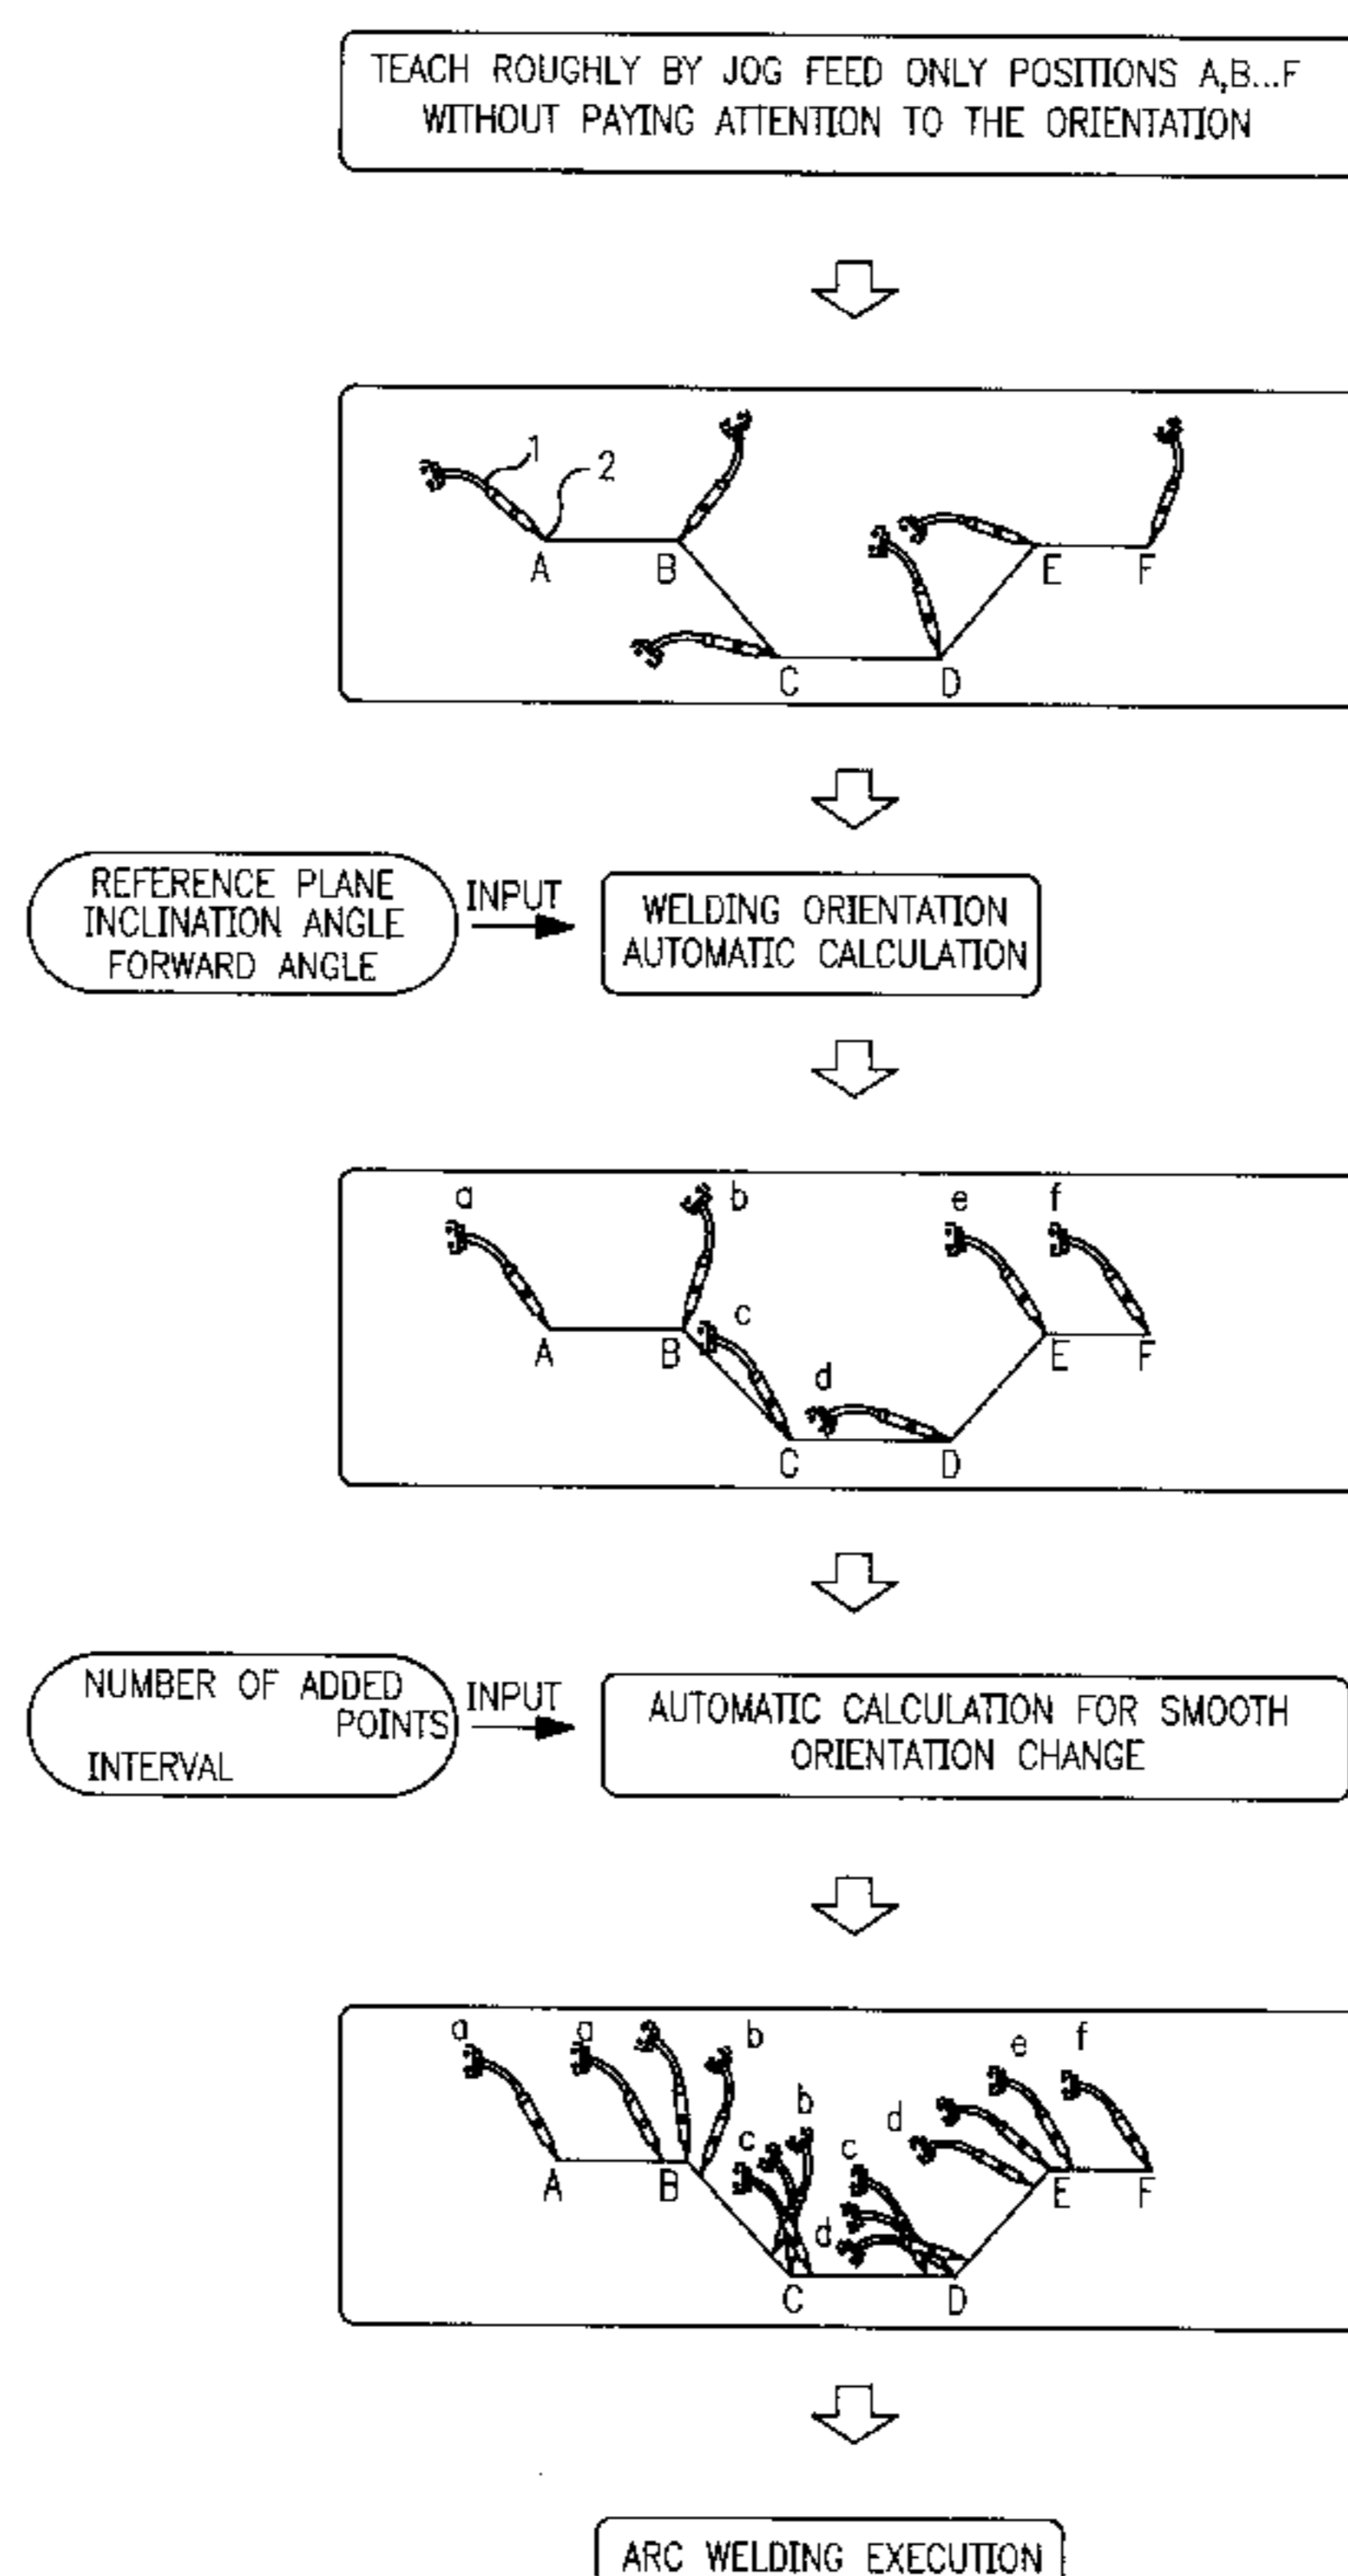 TEACH ROUGHLY BY JOG FEED ONLY POSITIONS A,B...F
WITHOUT PAYING ATTENTION TO THE ORIENTATION
1
2
A
B
E
F
C
D
REFERENCE PLANE
INCLINATION ANGLE
FORWARD ANGLE
INPUT
WELDING ORIENTATION
AUTOMATIC CALCULATION
a
b
e
f
c
A
B
E
F
d
C
D
NUMBER OF ADDED
POINTS
INTERVAL
INPUT
AUTOMATIC CALCULATION FOR SMOOTH
ORIENTATION CHANGE
a
a
b
e
f
b
d
c
c
A
B
E
F
d
C
D
ARC WELDING EXECUTION